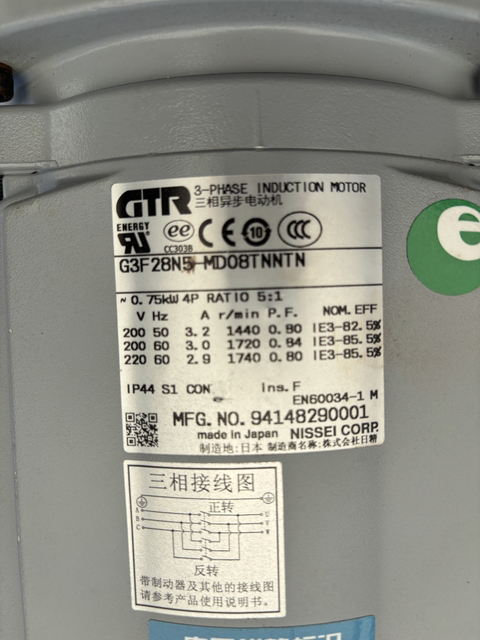 GTR 3-PHASE INDUCTION MOTOR
三相异步电动机
ENERGY
ee CE 10 CCC
CC303B
G3F28N5-MD08TNNTN
~ 0.75kW 4P RATIO 5:1
V Hz A r/min P.F. NOM. EFF
200 50 3.2 1440 0.80 IE3-82.5%
200 60 3.0 1720 0.84 IE3-85.5%
220 60 2.9 1740 0.80 IE3-85.5%
IP44 S1 CON ins.F
EN60034-1 M
MFG. NO. 94148290001
made in Japan NISSEI CORP.
制造地:日本 制造商名称:株式会社日精
e
三相接线图
正转
A U
B V
C W
反转
带制动器及其他的接线图
请参考产品使用说明书。